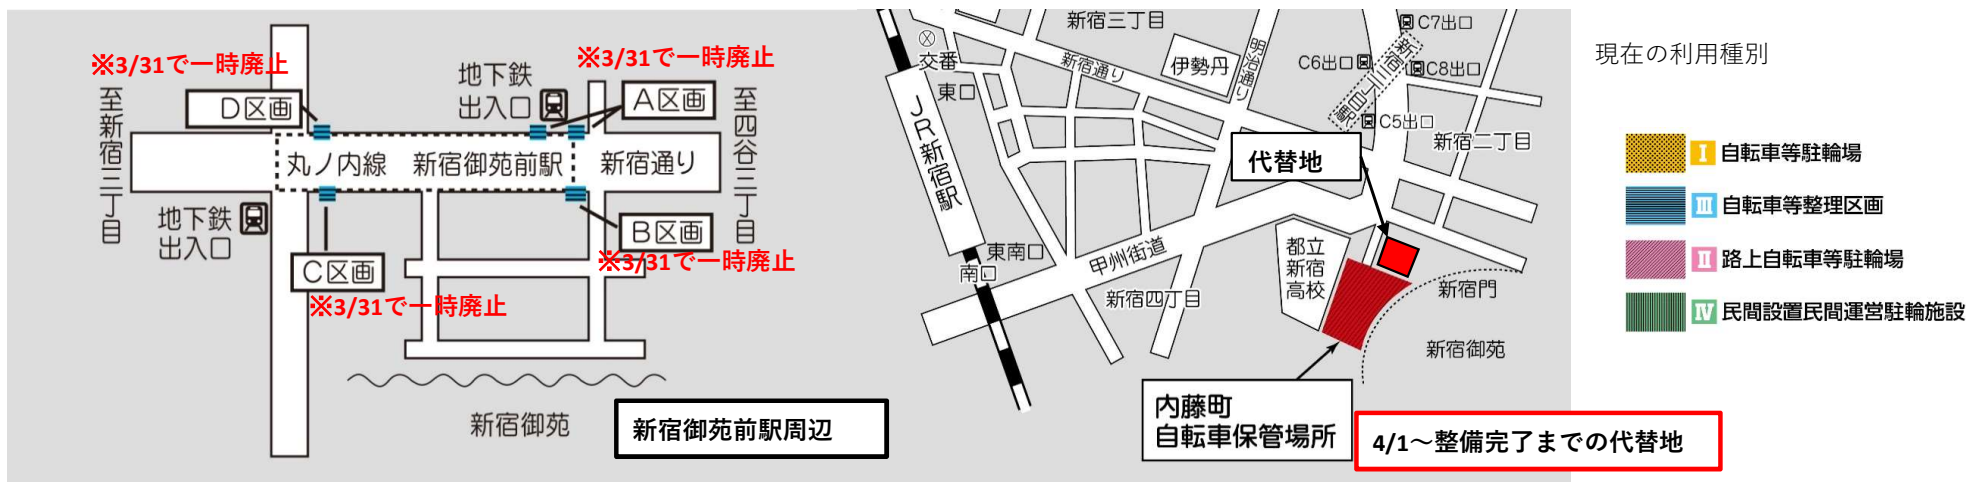 ※3/31で一時廃止
※3/31で一時廃止
地下鉄
出入口
D区画
A区画
至新宿三丁目
至四谷三丁目
丸ノ内線
新宿御苑前駅
新宿通り
地下鉄
出入口
B区画
※3/31で一時廃止
C区画
※3/31で一時廃止
新宿御苑
新宿御苑前駅周辺
新宿三丁目
C7出口
交番
新宿通り
伊勢丹
明治通り
C6出口
新宿三丁目駅
C8出口
東口
C5出口
JR新宿駅
新宿二丁目
代替地
東南口
南口
甲州街道
都立
新宿
高校
新宿四丁目
新宿門
新宿御苑
内藤町
自転車保管場所
4/1～整備完了までの代替地
現在の利用種別
I 自転車等駐輪場
III 自転車等整理区画
II 路上自転車等駐輪場
IV 民間設置民間運営駐輪施設